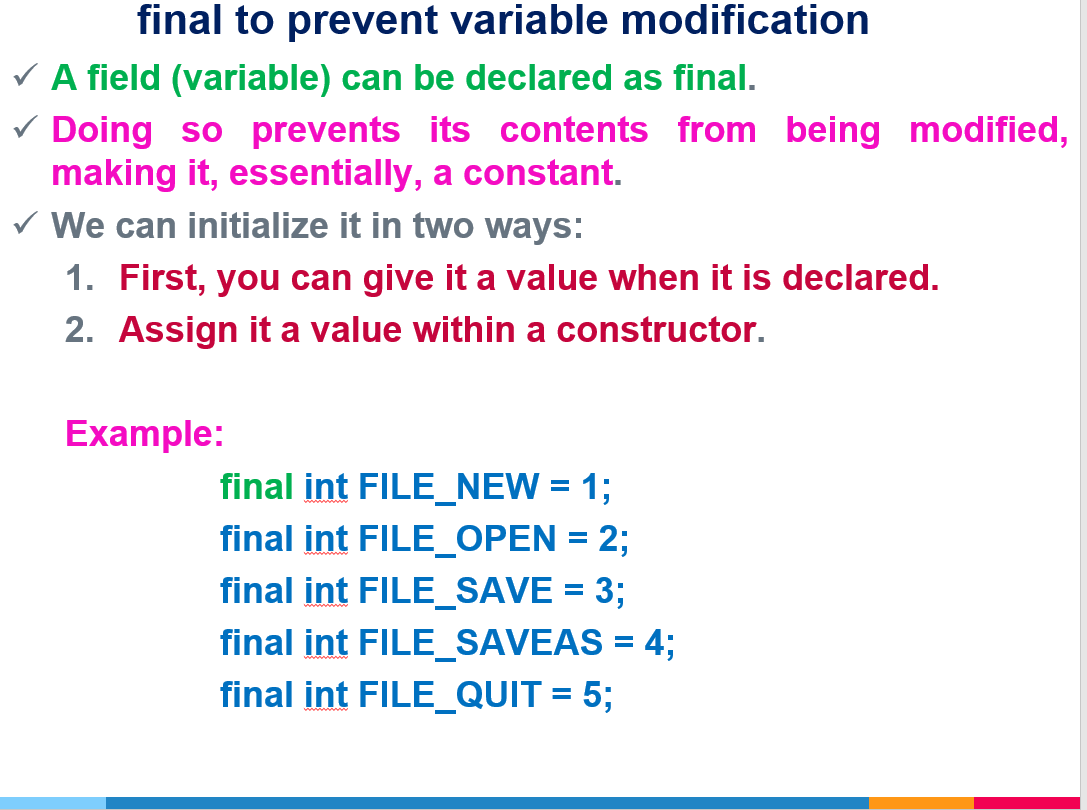 final to prevent variable modification
✓ A field (variable) can be declared as final.
✓ Doing so prevents its contents from being modified,
making it, essentially, a constant.
✓ We can initialize it in two ways:
1. First, you can give it a value when it is declared.
2. Assign it a value within a constructor.
Example:
final int FILE_NEW = 1;
final int FILE_OPEN = 2;
final int FILE_SAVE = 3;
final int FILE_SAVEAS = 4;
final int FILE_QUIT = 5;